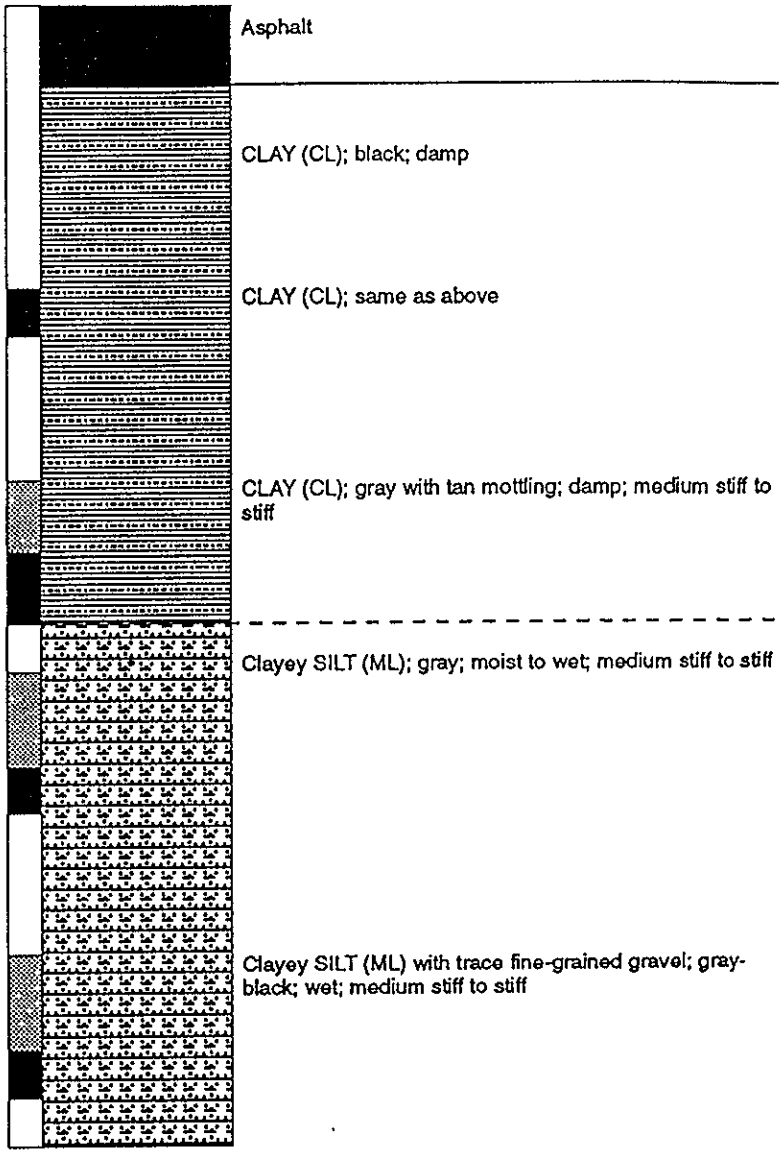 Asphalt
CLAY (CL); black; damp
CLAY (CL); same as above
CLAY (CL); gray with tan mottling; damp; medium stiff to
stiff
Clayey SILT (ML); gray; moist to wet; medium stiff to stiff
Clayey SILT (ML) with trace fine-grained gravel; gray-
black; wet; medium stiff to stiff